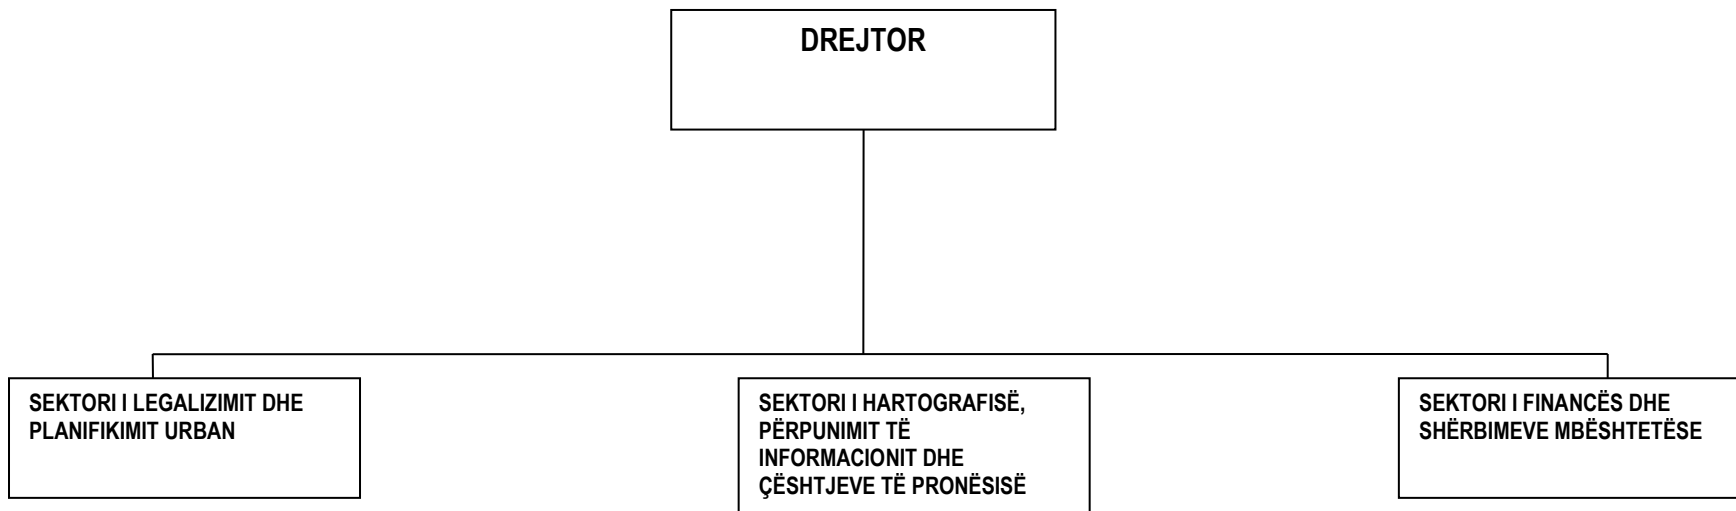 DREJTOR
SEKTORI I LEGALIZIMIT DHE
PLANIFIKIMIT URBAN
SEKTORI I HARTOGRAFISË,
PËRPUNIMIT TË
INFORMACIONIT DHE
ÇËSHTJEVE TË PRONËSISË
SEKTORI I FINANCËS DHE
SHËRBIMEVE MBËSHTETËSE